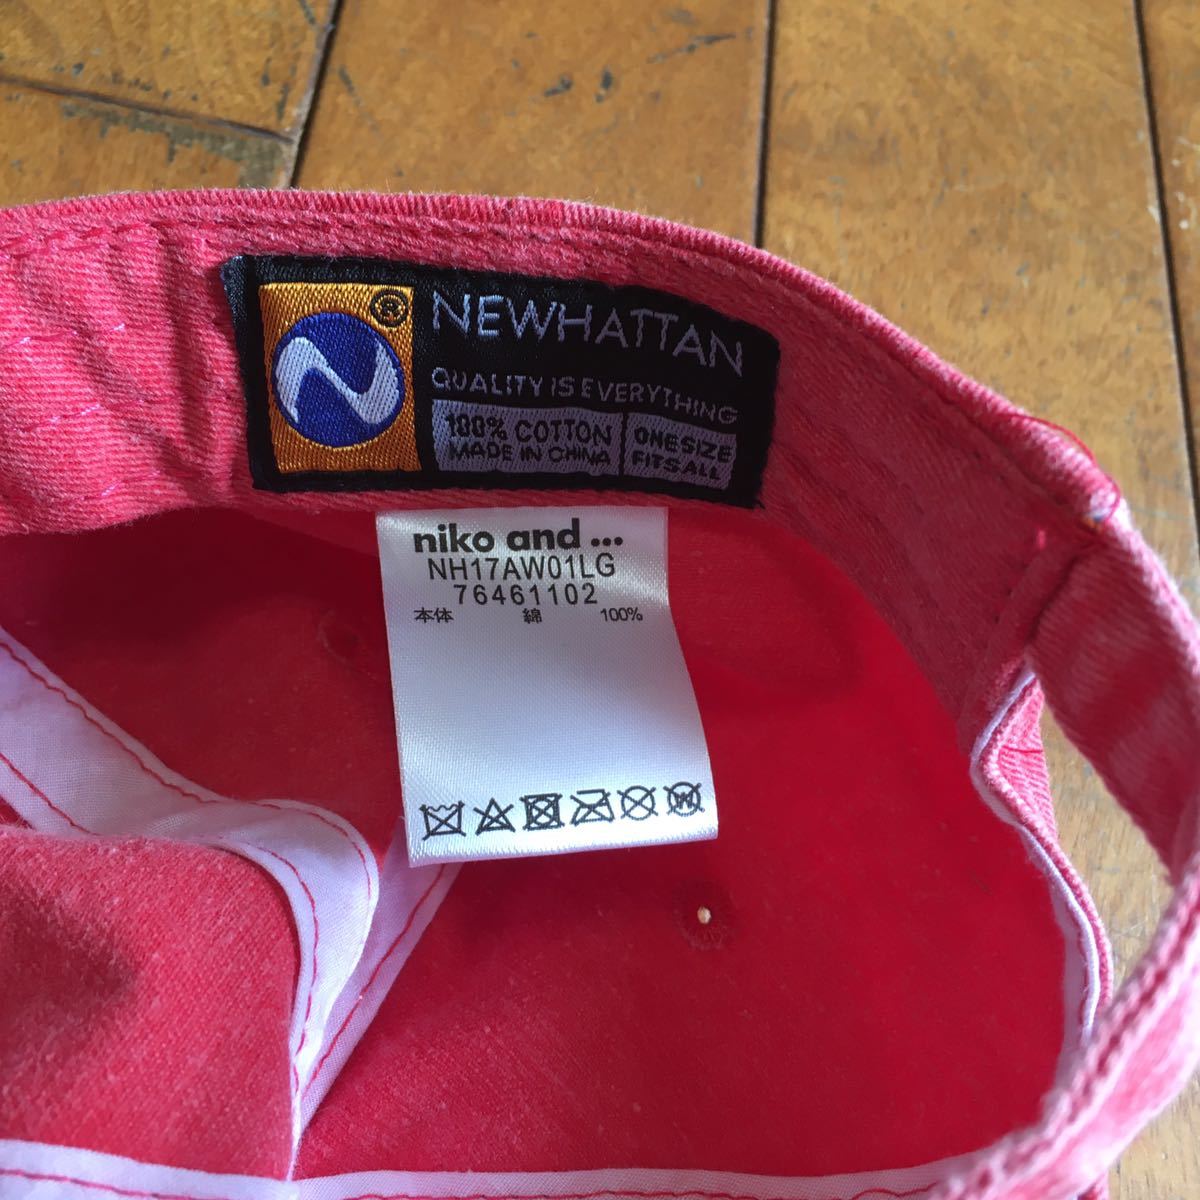 ®
NEWHATTAN
QUALITY IS EVERYTHING
100% COTTON
MADE IN CHINA
ONE SIZE
FITS ALL
niko and ...
NH17AW01LG
76461102
本体 綿 100%
W